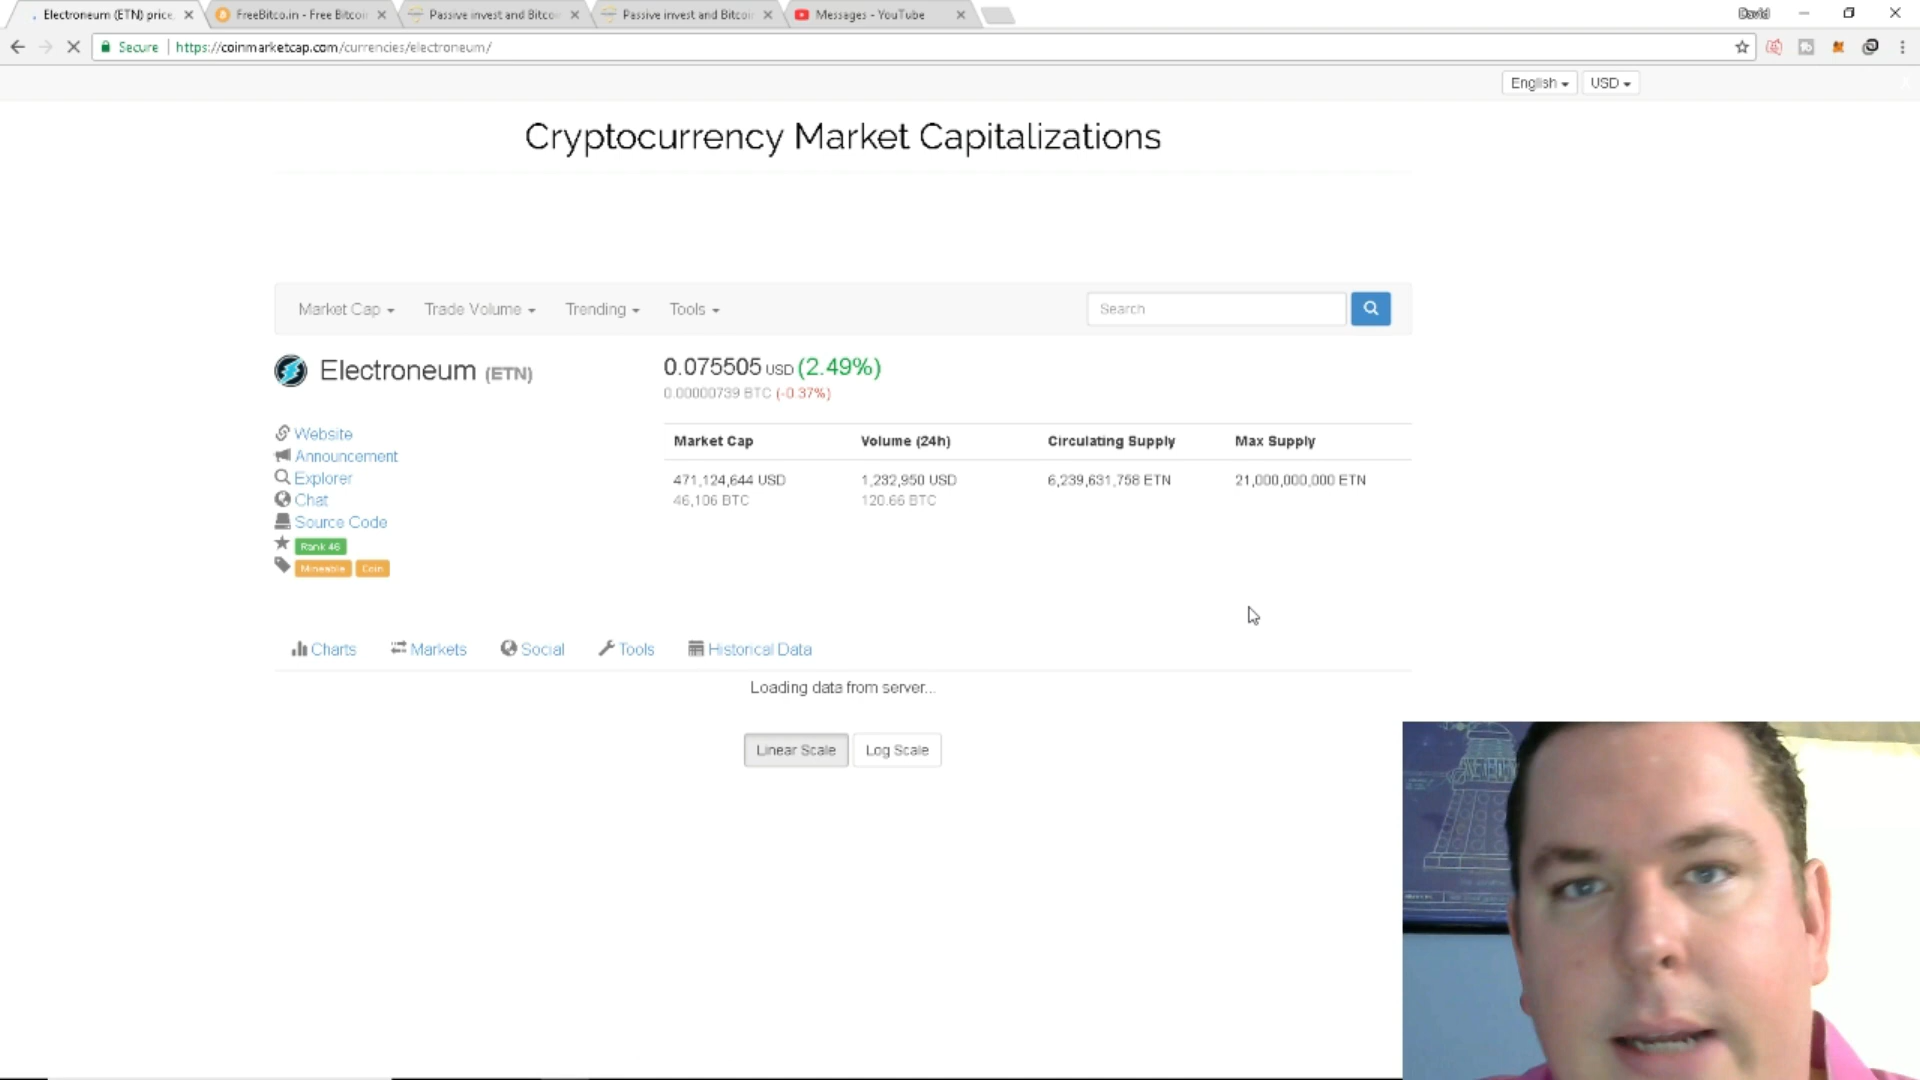 Electroneum (ETN) price
FreeBitco.in - Free Bitcoin
Passive invest and Bitco
Passive invest and Bitcoi
Messages - YouTube
David
Secure
https://coinmarketcap.com/currencies/electroneum/
English
USD
Cryptocurrency Market Capitalizations
Market Cap
Trade Volume
Trending
Tools
Search
Electroneum (ETN)
0.075505 USD (2.49%)
0.00000739 BTC (-0.37%)
Website
Announcement
Explorer
Chat
Source Code
Rank 46
Mineable
Coin
Market Cap
Volume (24h)
Circulating Supply
Max Supply
471,124,644 USD
1,232,950 USD
6,239,631,758 ETN
21,000,000,000 ETN
46,106 BTC
120.66 BTC
Charts
Markets
Social
Tools
Historical Data
Loading data from server...
Linear Scale
Log Scale